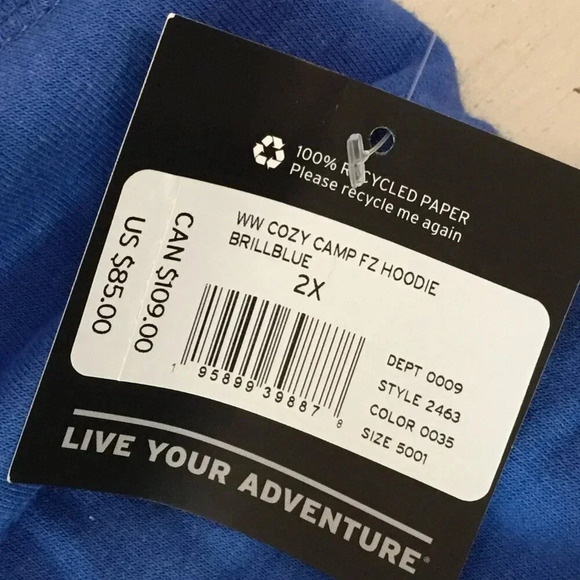 100% RECYCLED PAPER
Please recycle me again
WW COZY CAMP FZ HOODIE
BRILLBLUE
2X
CAN $109.00
US $85.00
1 95899 39887 8
DEPT 0009
STYLE 2463
COLOR 0035
SIZE 5001
LIVE YOUR ADVENTURE®